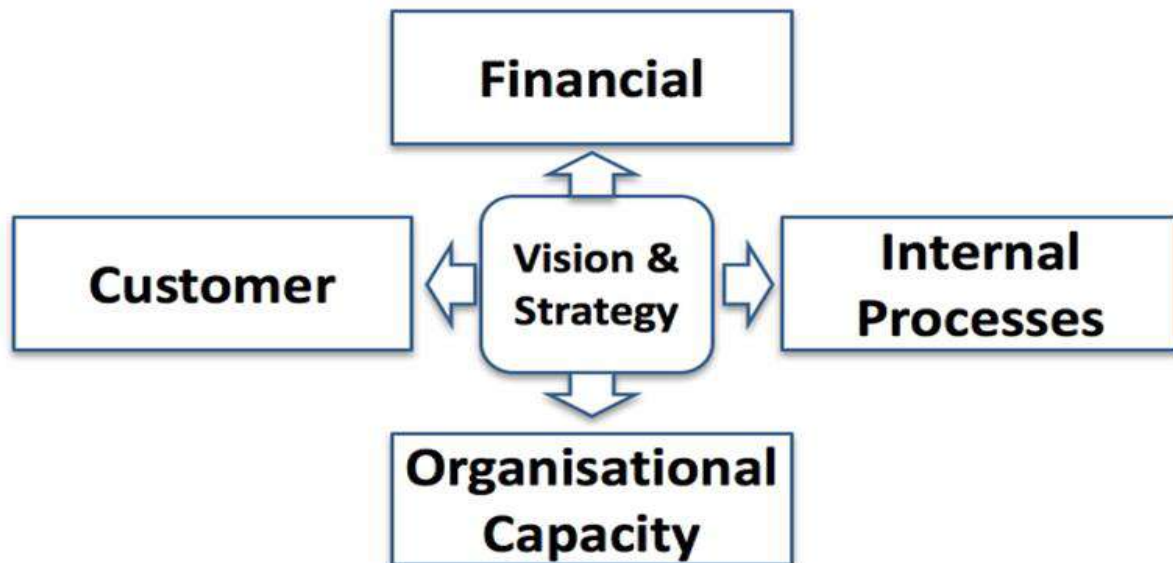 Financial
Customer
Vision &
Strategy
Internal
Processes
Organisational
Capacity